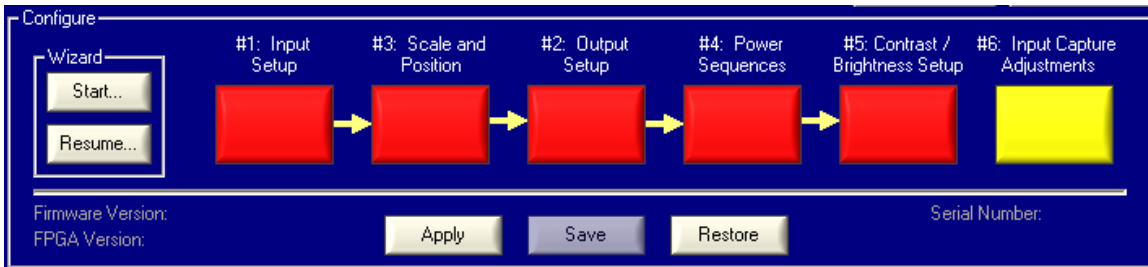 Configure
Wizard
Start...
Resume...
#1: Input
Setup
#3: Scale and
Position
#2: Output
Setup
#4: Power
Sequences
#5: Contrast /
Brightness Setup
#6: Input Capture
Adjustments
Firmware Version:
FPGA Version:
Apply
Save
Restore
Serial Number: